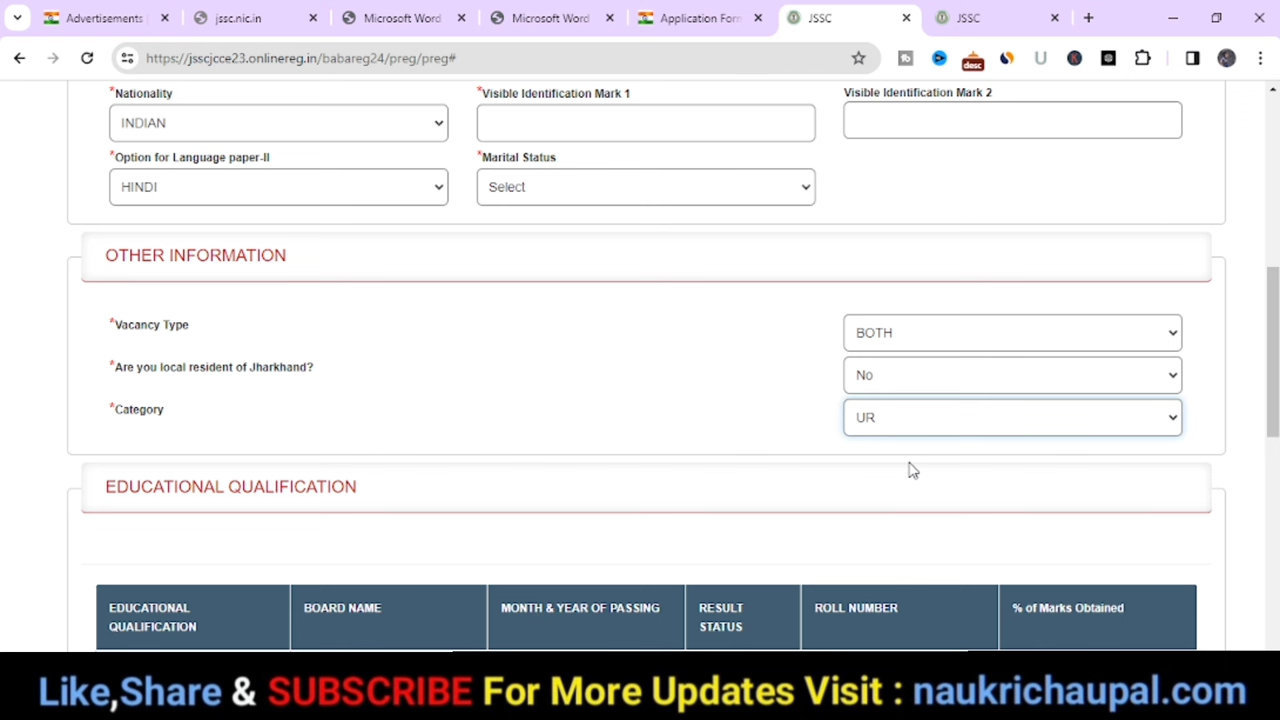 Advertisements
jssc.nic.in
Microsoft Word
Microsoft Word
Application Form
JSSC
JSSC
https://jsscjcce23.onlinereg.in/babareg24/preg/preg#
desc
*Nationality
*Visible Identification Mark 1
Visible Identification Mark 2
INDIAN
*Option for Language paper-II
*Marital Status
HINDI
Select
OTHER INFORMATION
*Vacancy Type
BOTH
*Are you local resident of Jharkhand?
No
*Category
UR
EDUCATIONAL QUALIFICATION
EDUCATIONAL QUALIFICATION
BOARD NAME
MONTH & YEAR OF PASSING
RESULT STATUS
ROLL NUMBER
% of Marks Obtained
Like,Share & SUBSCRIBE For More Updates Visit : naukrichaupal.com